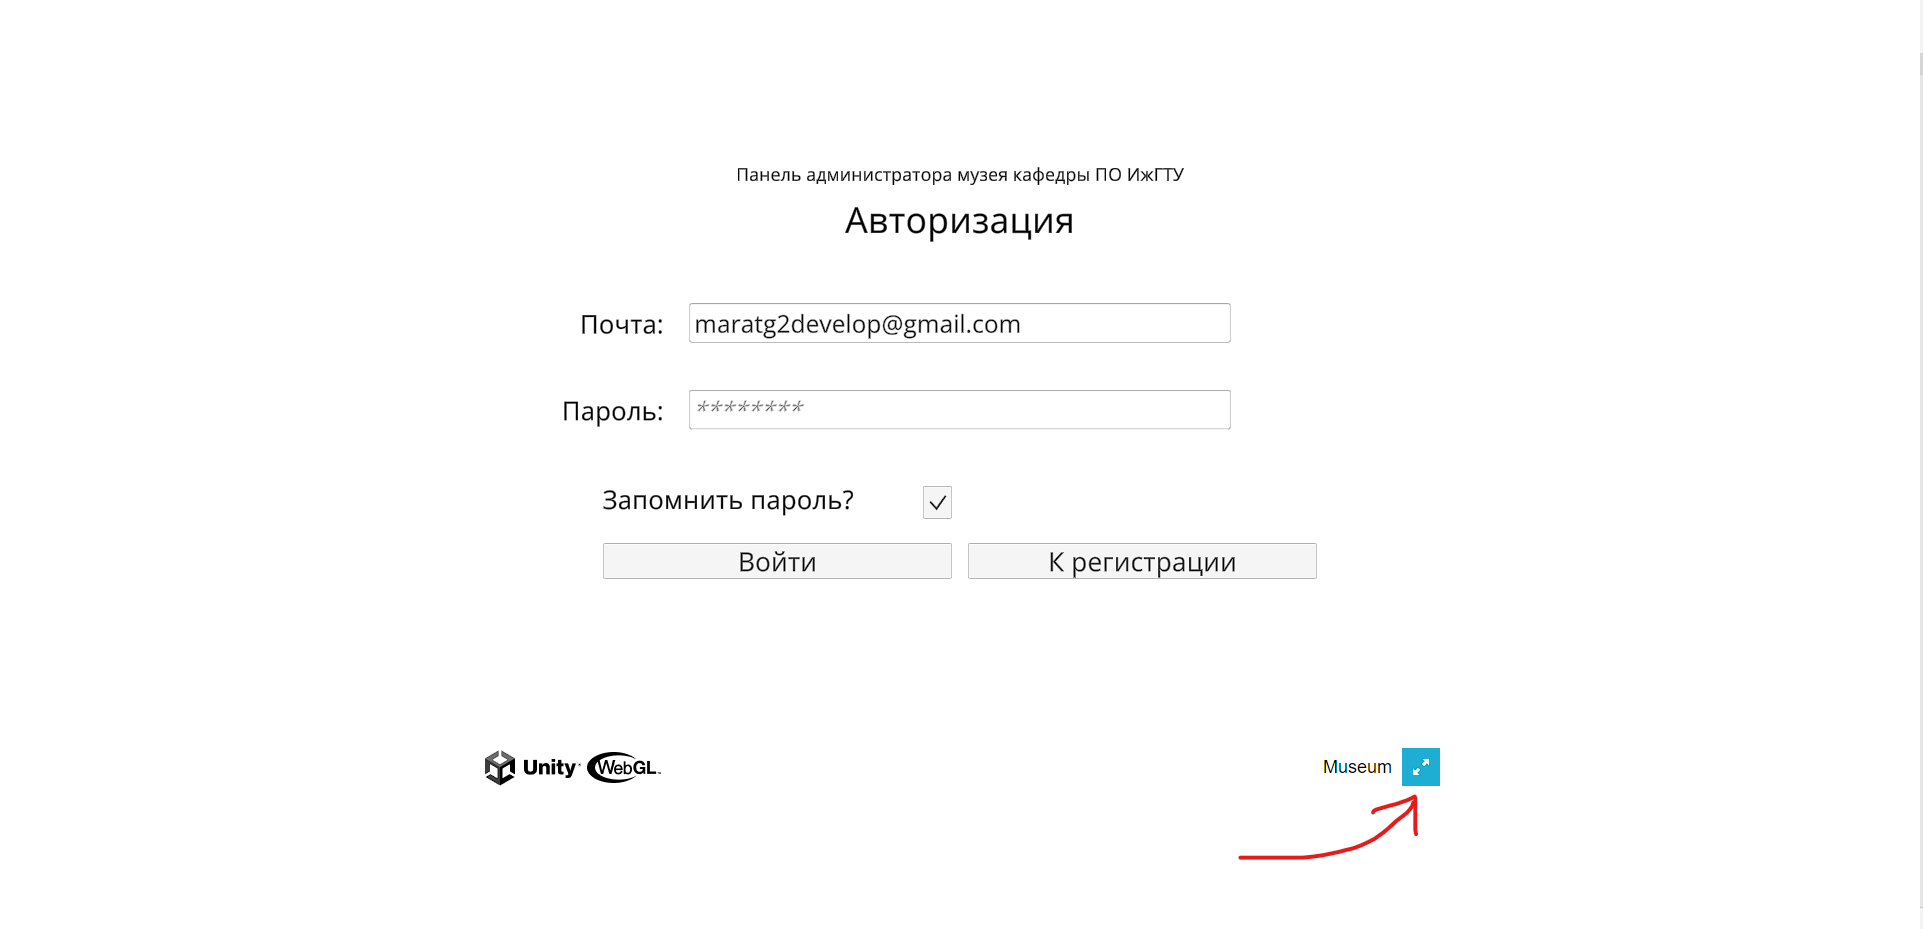 Панель администратора музея кафедры ПО ИжГТУ
Авторизация
Почта: maratg2develop@gmail.com
Пароль: ********
Запомнить пароль?
Войти К регистрации
Unity WebGL Museum